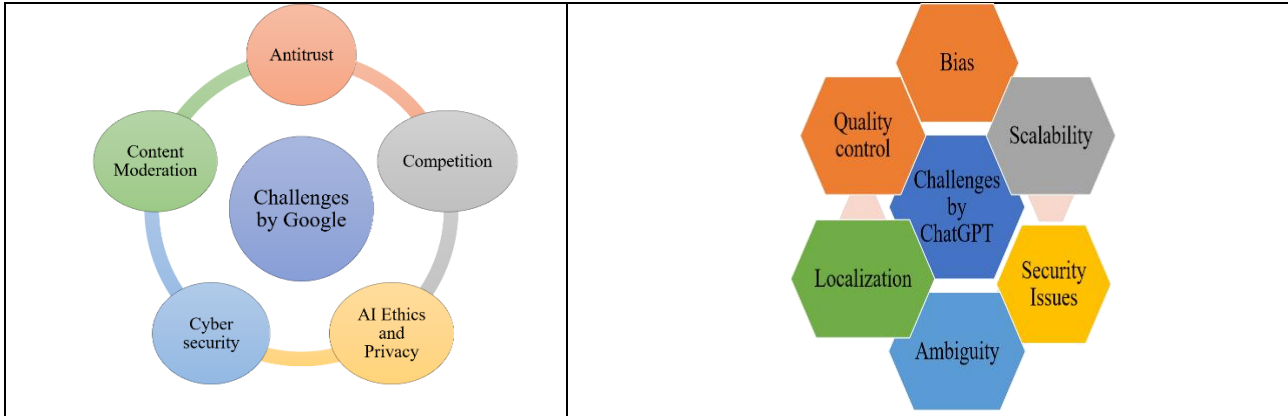 Antitrust
Content
Moderation
Competition
Challenges
by Google
Cyber
security
AI Ethics
and
Privacy
Bias
Quality
control
Scalability
Challenges
by
ChatGPT
Localization
Security
Issues
Ambiguity